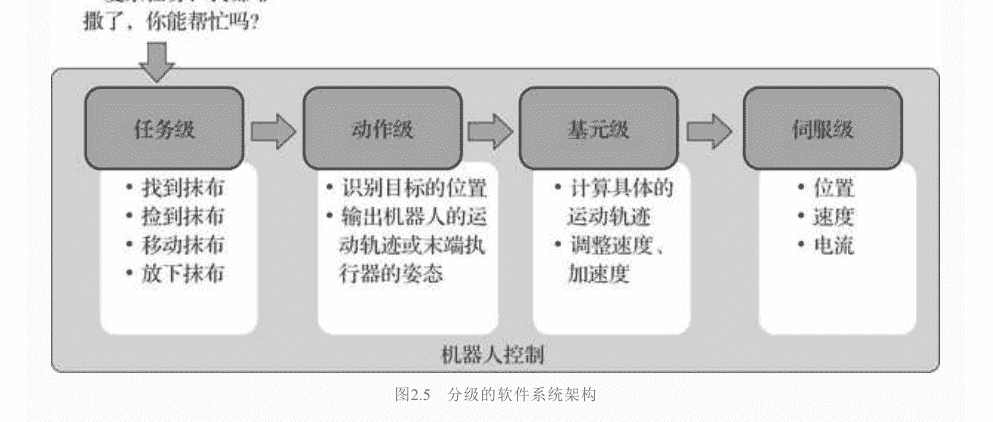 撒了，你能帮忙吗?
任务级
• 找到抹布
• 捡到抹布
• 移动抹布
• 放下抹布
动作级
• 识别目标的位置
• 输出机器人的运
动轨迹或末端执
行器的姿态
基元级
• 计算具体的
运动轨迹
• 调整速度、
加速度
伺服级
• 位置
• 速度
• 电流
机器人控制
图2.5 分级的软件系统架构